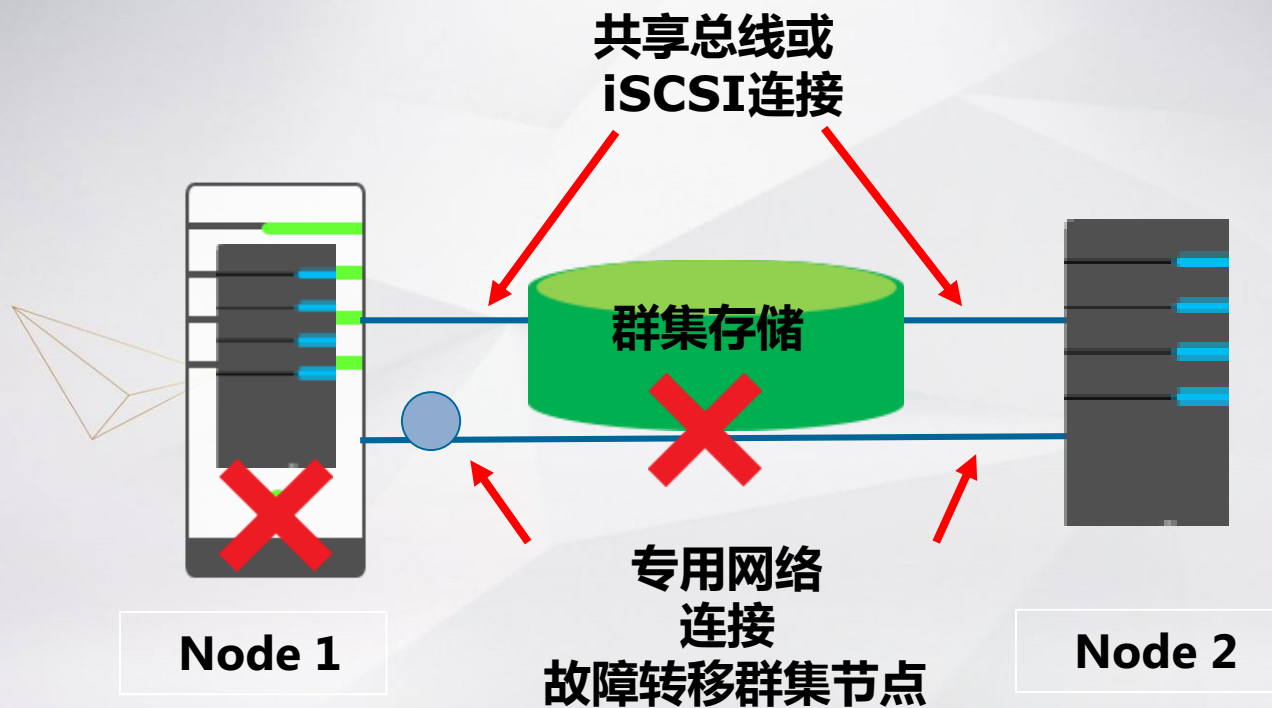 共享总线或
iSCSI连接
群集存储
专用网络
连接
故障转移群集节点
Node 1
Node 2